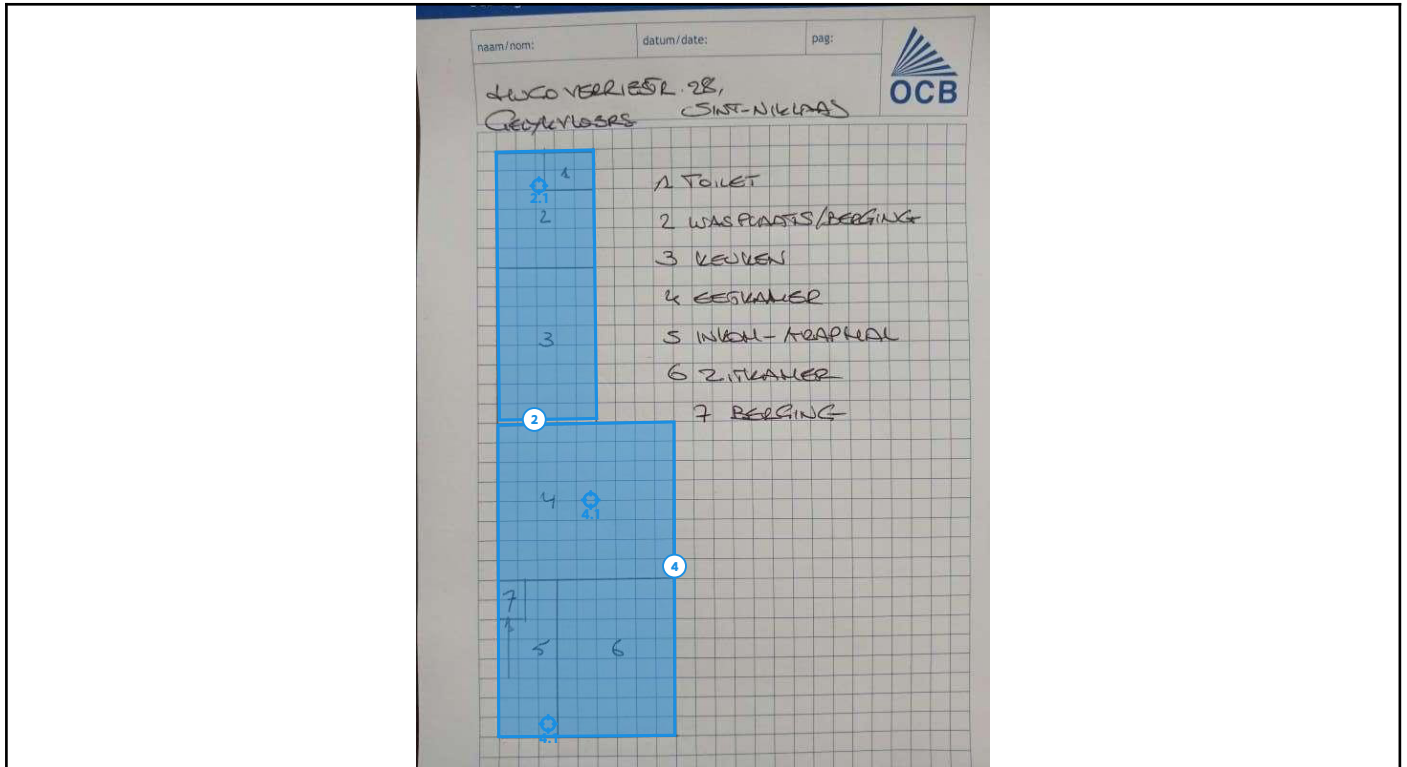 naam/nom:
datum/date:
pag:
OCB
HUGO VERRIESTR. 28,
SINT-NIKLAAS
GELYKVLOERS
1
2.1
2
3
2
4
4.1
4
7
5
6
4.1
1 TOILET
2 WASPLAATS/BERGING
3 KEUKEN
4 EETKAMER
5 INKOM-TRAPHAL
6 ZITKAMER
7 BERGING